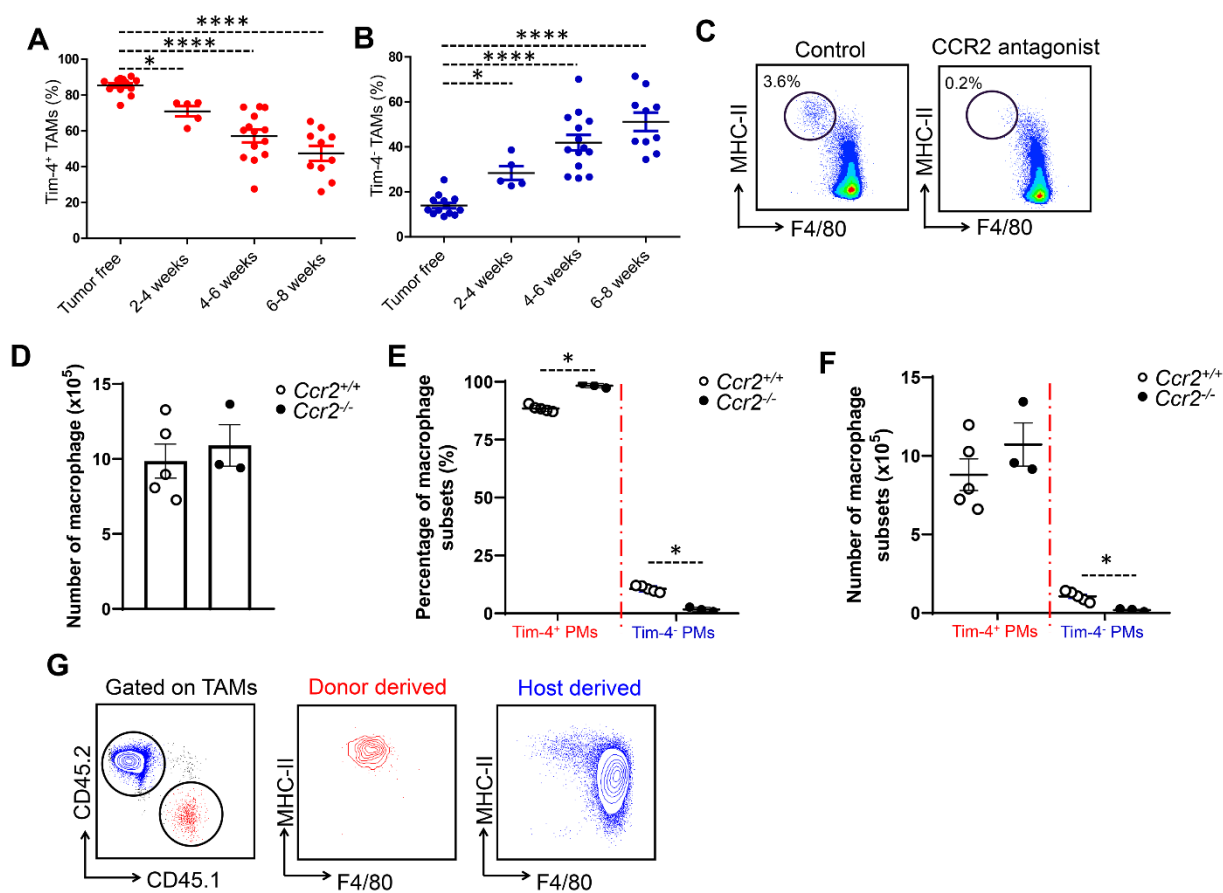 A
****
****
*
Tim-4⁺ TAMs (%)
100
80
60
40
20
0
Tumor free
2-4 weeks
4-6 weeks
6-8 weeks
B
****
****
*
Tim-4⁻ TAMs (%)
80
60
40
20
0
Tumor free
2-4 weeks
4-6 weeks
6-8 weeks
C
Control
CCR2 antagonist
3.6%
0.2%
MHC-II
F4/80
MHC-II
F4/80
D
Number of macrophage (x10⁵)
15
10
5
0
Ccr2⁺/⁺
Ccr2⁻/⁻
E
Percentage of macrophage
subsets (%)
100
75
50
25
0
*
*
Ccr2⁺/⁺
Ccr2⁻/⁻
Tim-4⁺ PMs
Tim-4⁻ PMs
F
Number of macrophage
subsets (x10⁵)
15
10
5
0
*
Ccr2⁺/⁺
Ccr2⁻/⁻
Tim-4⁺ PMs
Tim-4⁻ PMs
G
Gated on TAMs
Donor derived
Host derived
CD45.2
CD45.1
MHC-II
F4/80
MHC-II
F4/80